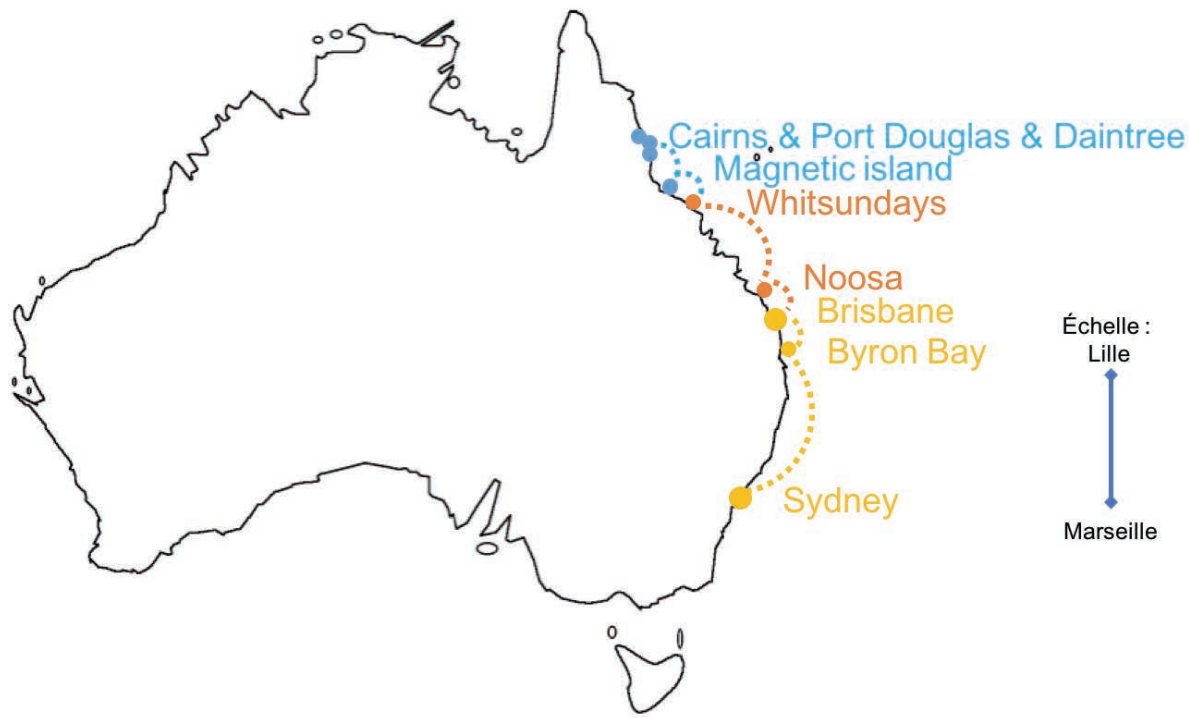 Cairns & Port Douglas & Daintree
Magnetic island
Whitsundays
Noosa
Brisbane
Byron Bay
Sydney
Échelle :
Lille
Marseille